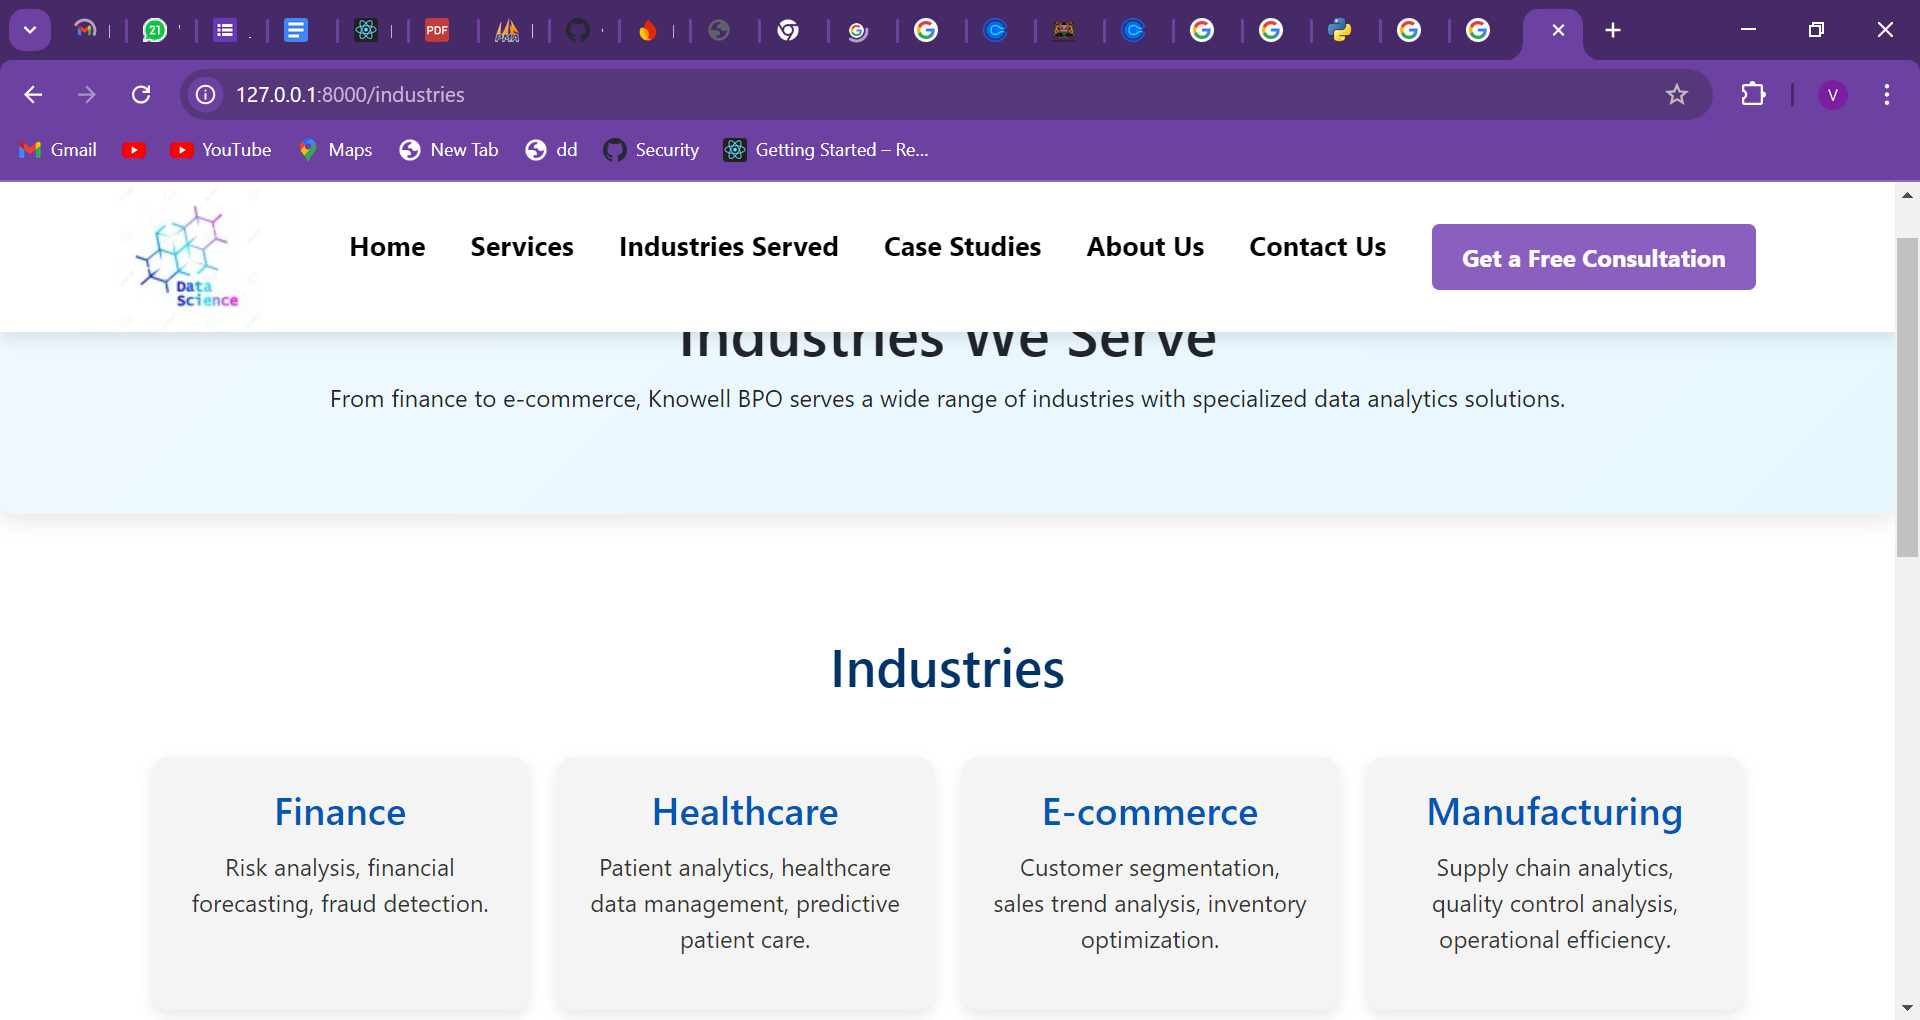 21
PDF
PMA
127.0.0.1:8000/industries
V
Gmail
YouTube
Maps
New Tab
dd
Security
Getting Started – Re...
Data
Science
Home
Services
Industries Served
Case Studies
About Us
Contact Us
Get a Free Consultation
Industries We Serve
From finance to e-commerce, Knowell BPO serves a wide range of industries with specialized data analytics solutions.
Industries
Finance
Risk analysis, financial
forecasting, fraud detection.
Healthcare
Patient analytics, healthcare
data management, predictive
patient care.
E-commerce
Customer segmentation,
sales trend analysis, inventory
optimization.
Manufacturing
Supply chain analytics,
quality control analysis,
operational efficiency.